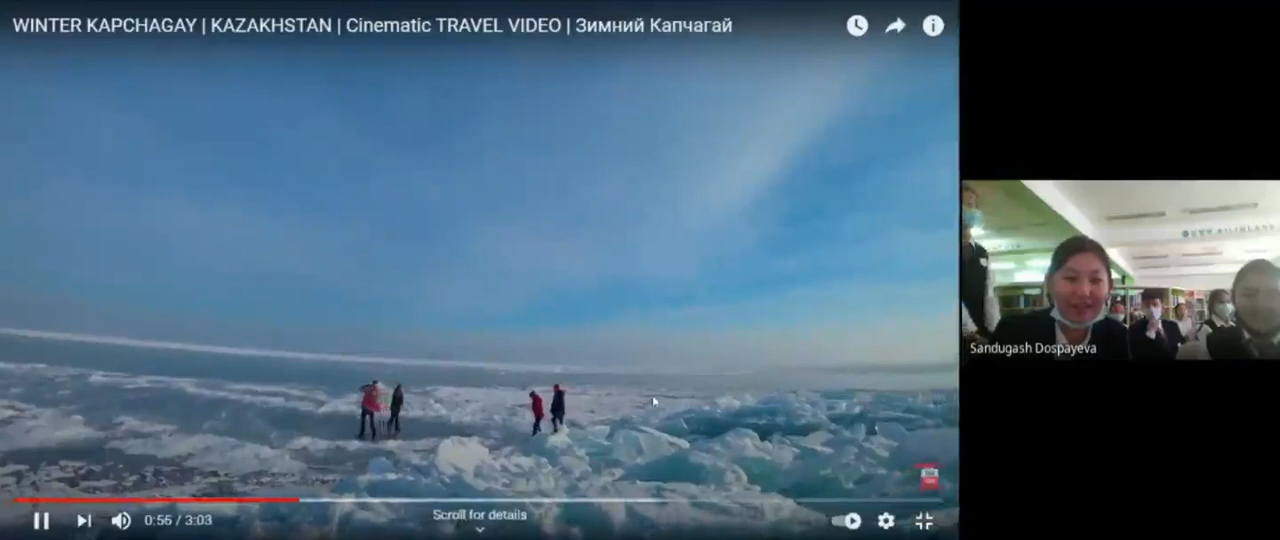 WINTER KAPCHAGAY | KAZAKHSTAN | Cinematic TRAVEL VIDEO | Зимний Капчагай
Sandugash Dospayeva
Scroll for details
0:56 / 3:03